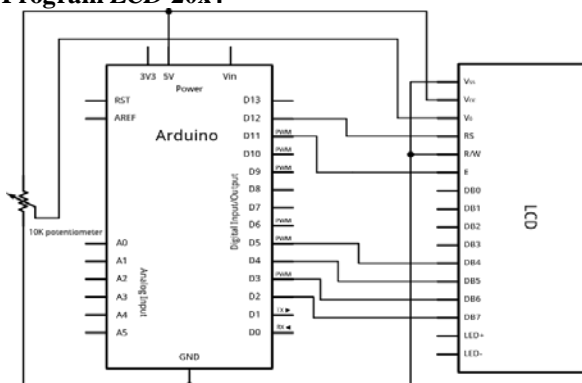 Program LCD 20x4
3V3 5V Vin
Power
RST
AREF
Arduino
D13
D12
D11 PWM
D10 PWM
D9 PWM
D8
D7
D6 PWM
D5 PWM
D4
D3 PWM
D2
D1 TX ▶
D0 RX ◀
Digital Input/Output
A0
A1
A2
A3
A4
A5
Analog Input
GND
10K potentiometer
Vss
V0
RS
R/W
E
DB0
DB1
DB2
DB3
DB4
DB5
DB6
DB7
LED+
LED-
LCD